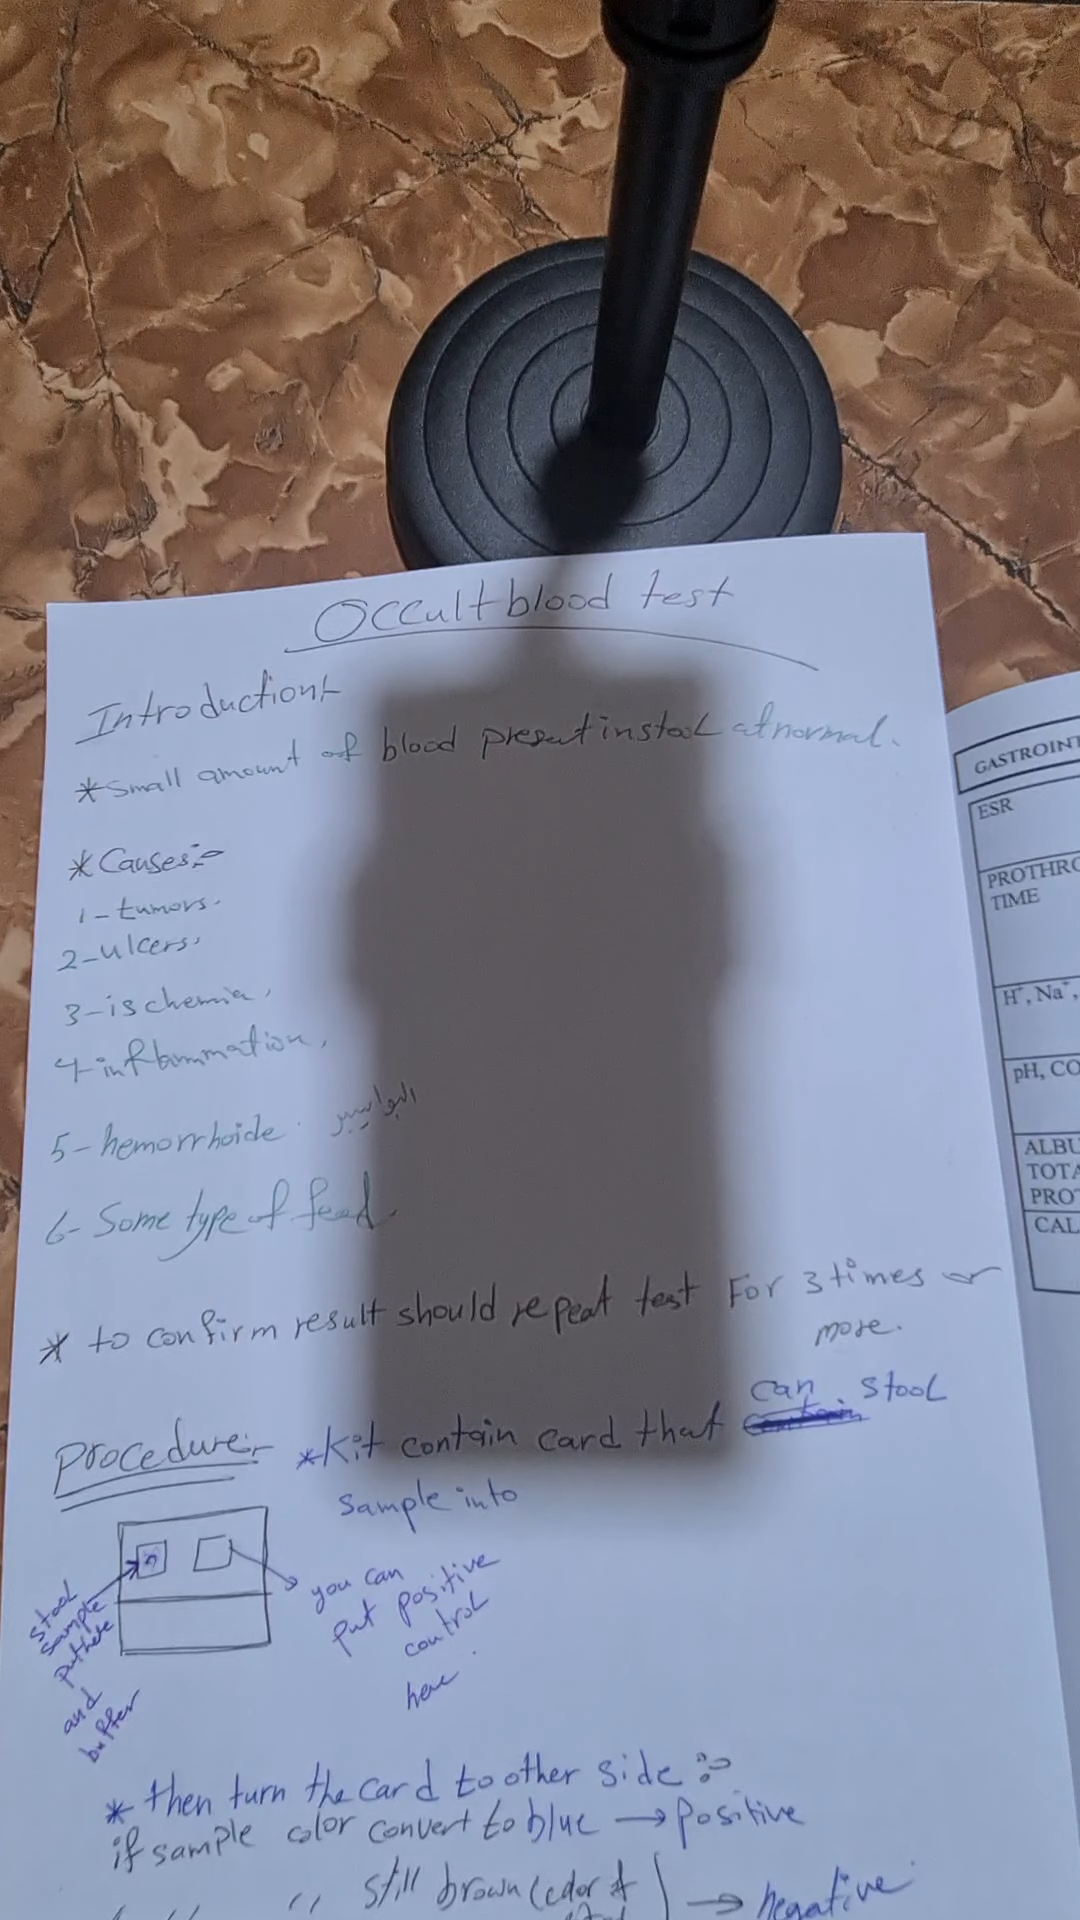 Occult blood test
Introduction:-
* Small amount of blood present in stool at normal.
* Causes:-
1- tumors.
2- ulcers.
3- ischemia.
4- inflammation.
5- hemorrhoide. البواسير
6- Some type of feed.
* to confirm result should repeat test For 3 times or
more.
Procedure:-
* Kit contain card that can stool
sample into
stool
sample
put here
and
buffer
you can
put positive
control
here.
* then turn the card to other side :-
if sample color convert to blue → positive
" still brown (color of → negative
GASTROINT
ESR
PROTHRO
TIME
H⁺, Na⁺,
pH, CO
ALBU
TOTA
PRO
CAL